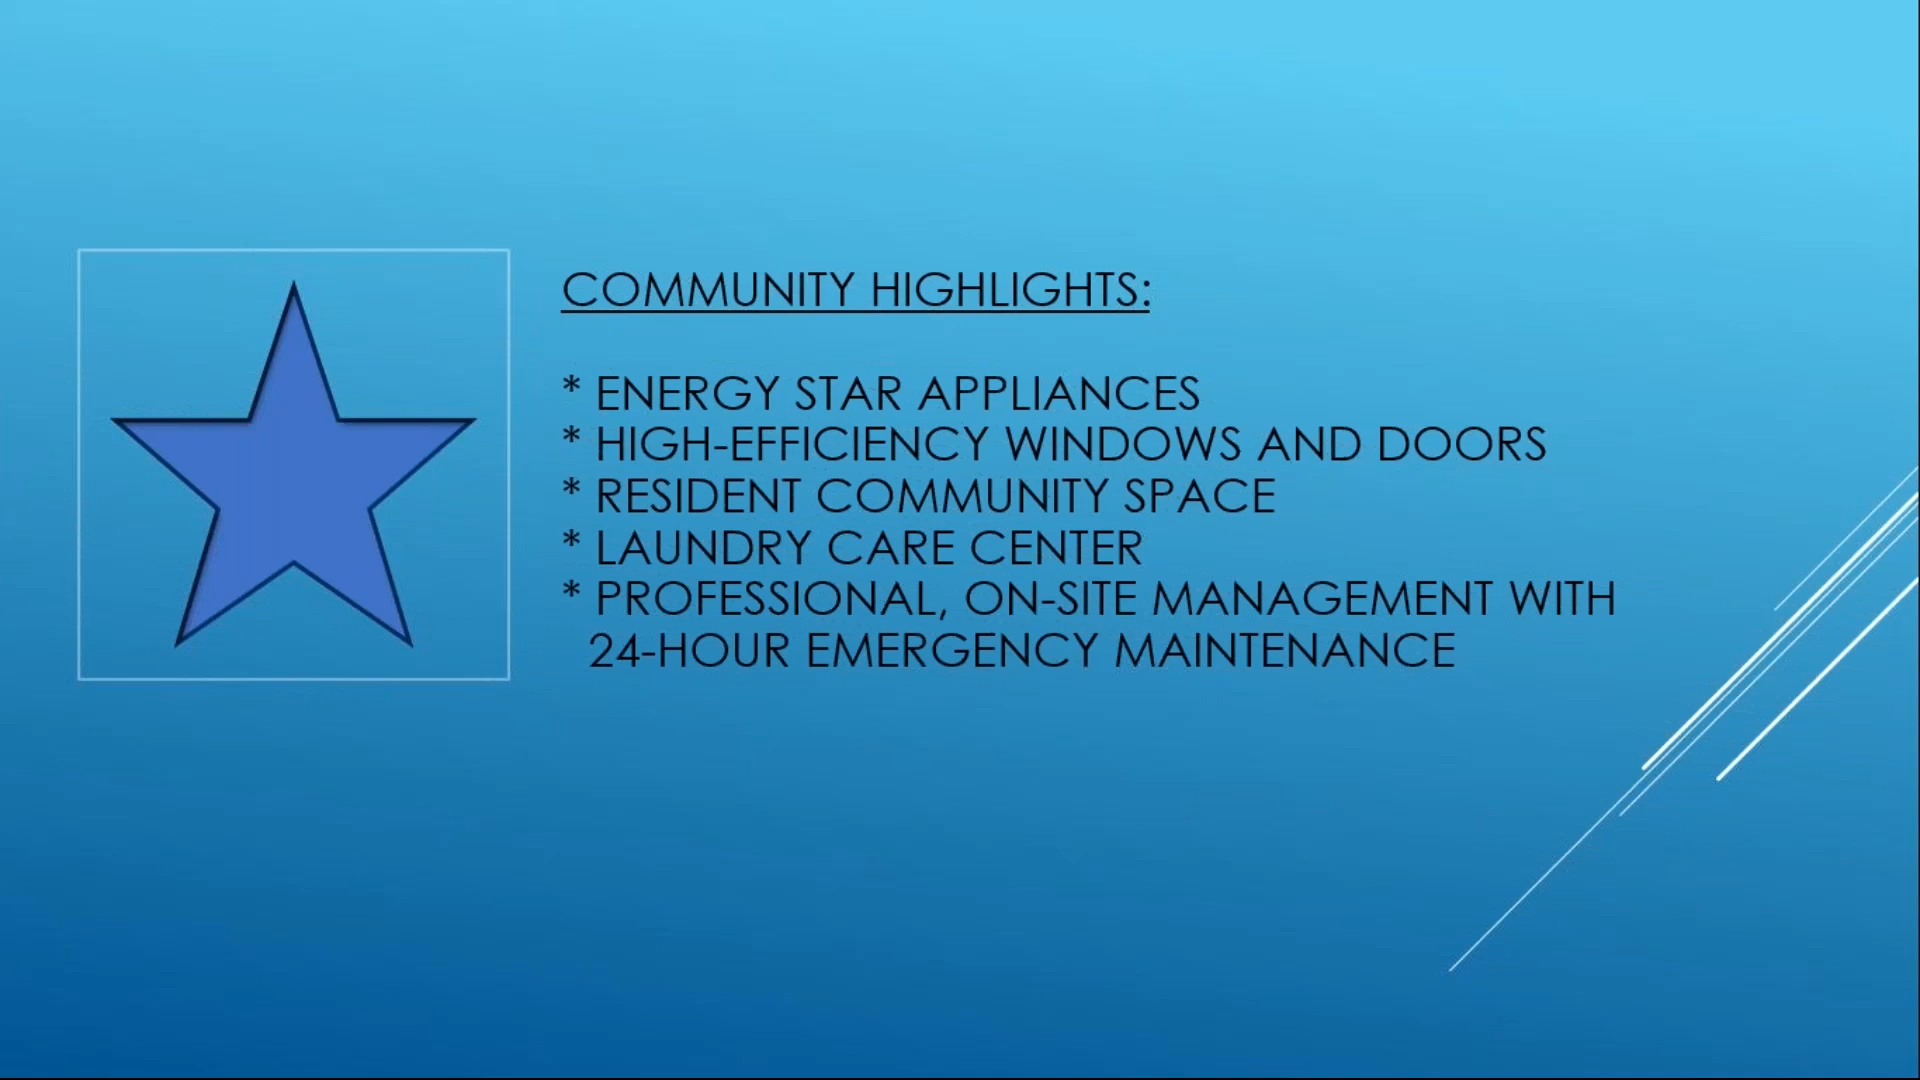 COMMUNITY HIGHLIGHTS:
* ENERGY STAR APPLIANCES
* HIGH-EFFICIENCY WINDOWS AND DOORS
* RESIDENT COMMUNITY SPACE
* LAUNDRY CARE CENTER
* PROFESSIONAL, ON-SITE MANAGEMENT WITH
24-HOUR EMERGENCY MAINTENANCE